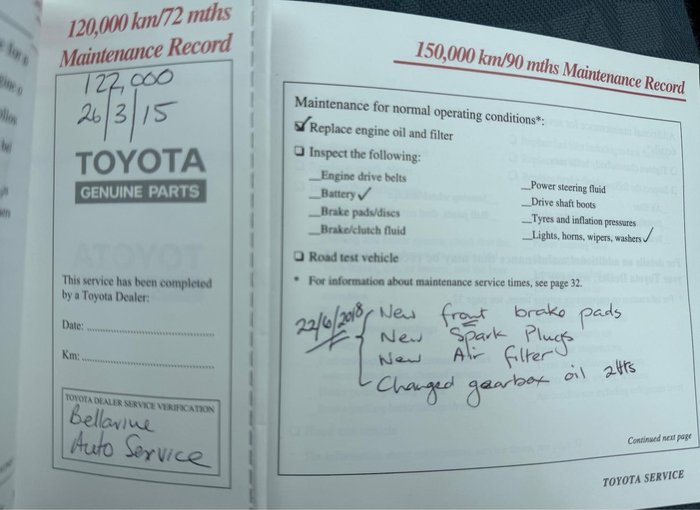 120,000 km/72 mths
Maintenance Record
122,000
26/3/15
TOYOTA
GENUINE PARTS
This service has been completed
by a Toyota Dealer:
Date:
Km:
TOYOTA DEALER SERVICE VERIFICATION
Bellarine
Auto Service
150,000 km/90 mths Maintenance Record
Maintenance for normal operating conditions*:
Replace engine oil and filter
Inspect the following:
Engine drive belts
Battery ✓
Brake pads/discs
Brake/clutch fluid
Power steering fluid
Drive shaft boots
Tyres and inflation pressures
Lights, horns, wipers, washers ✓
Road test vehicle
* For information about maintenance service times, see page 32.
22/6/2018 New front brake pads
New Spark Plugs
New Air filter
Changed gearbox oil 2ltrs
Continued next page
TOYOTA SERVICE